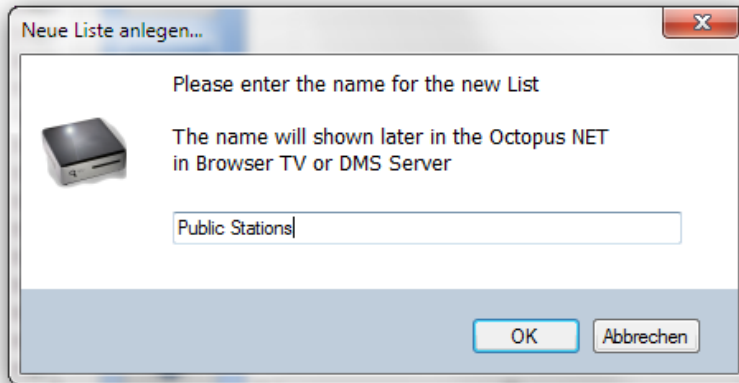 Neue Liste anlegen...
Please enter the name for the new List
The name will shown later in the Octopus NET
in Browser TV or DMS Server
Public Stations
OK
Abbrechen